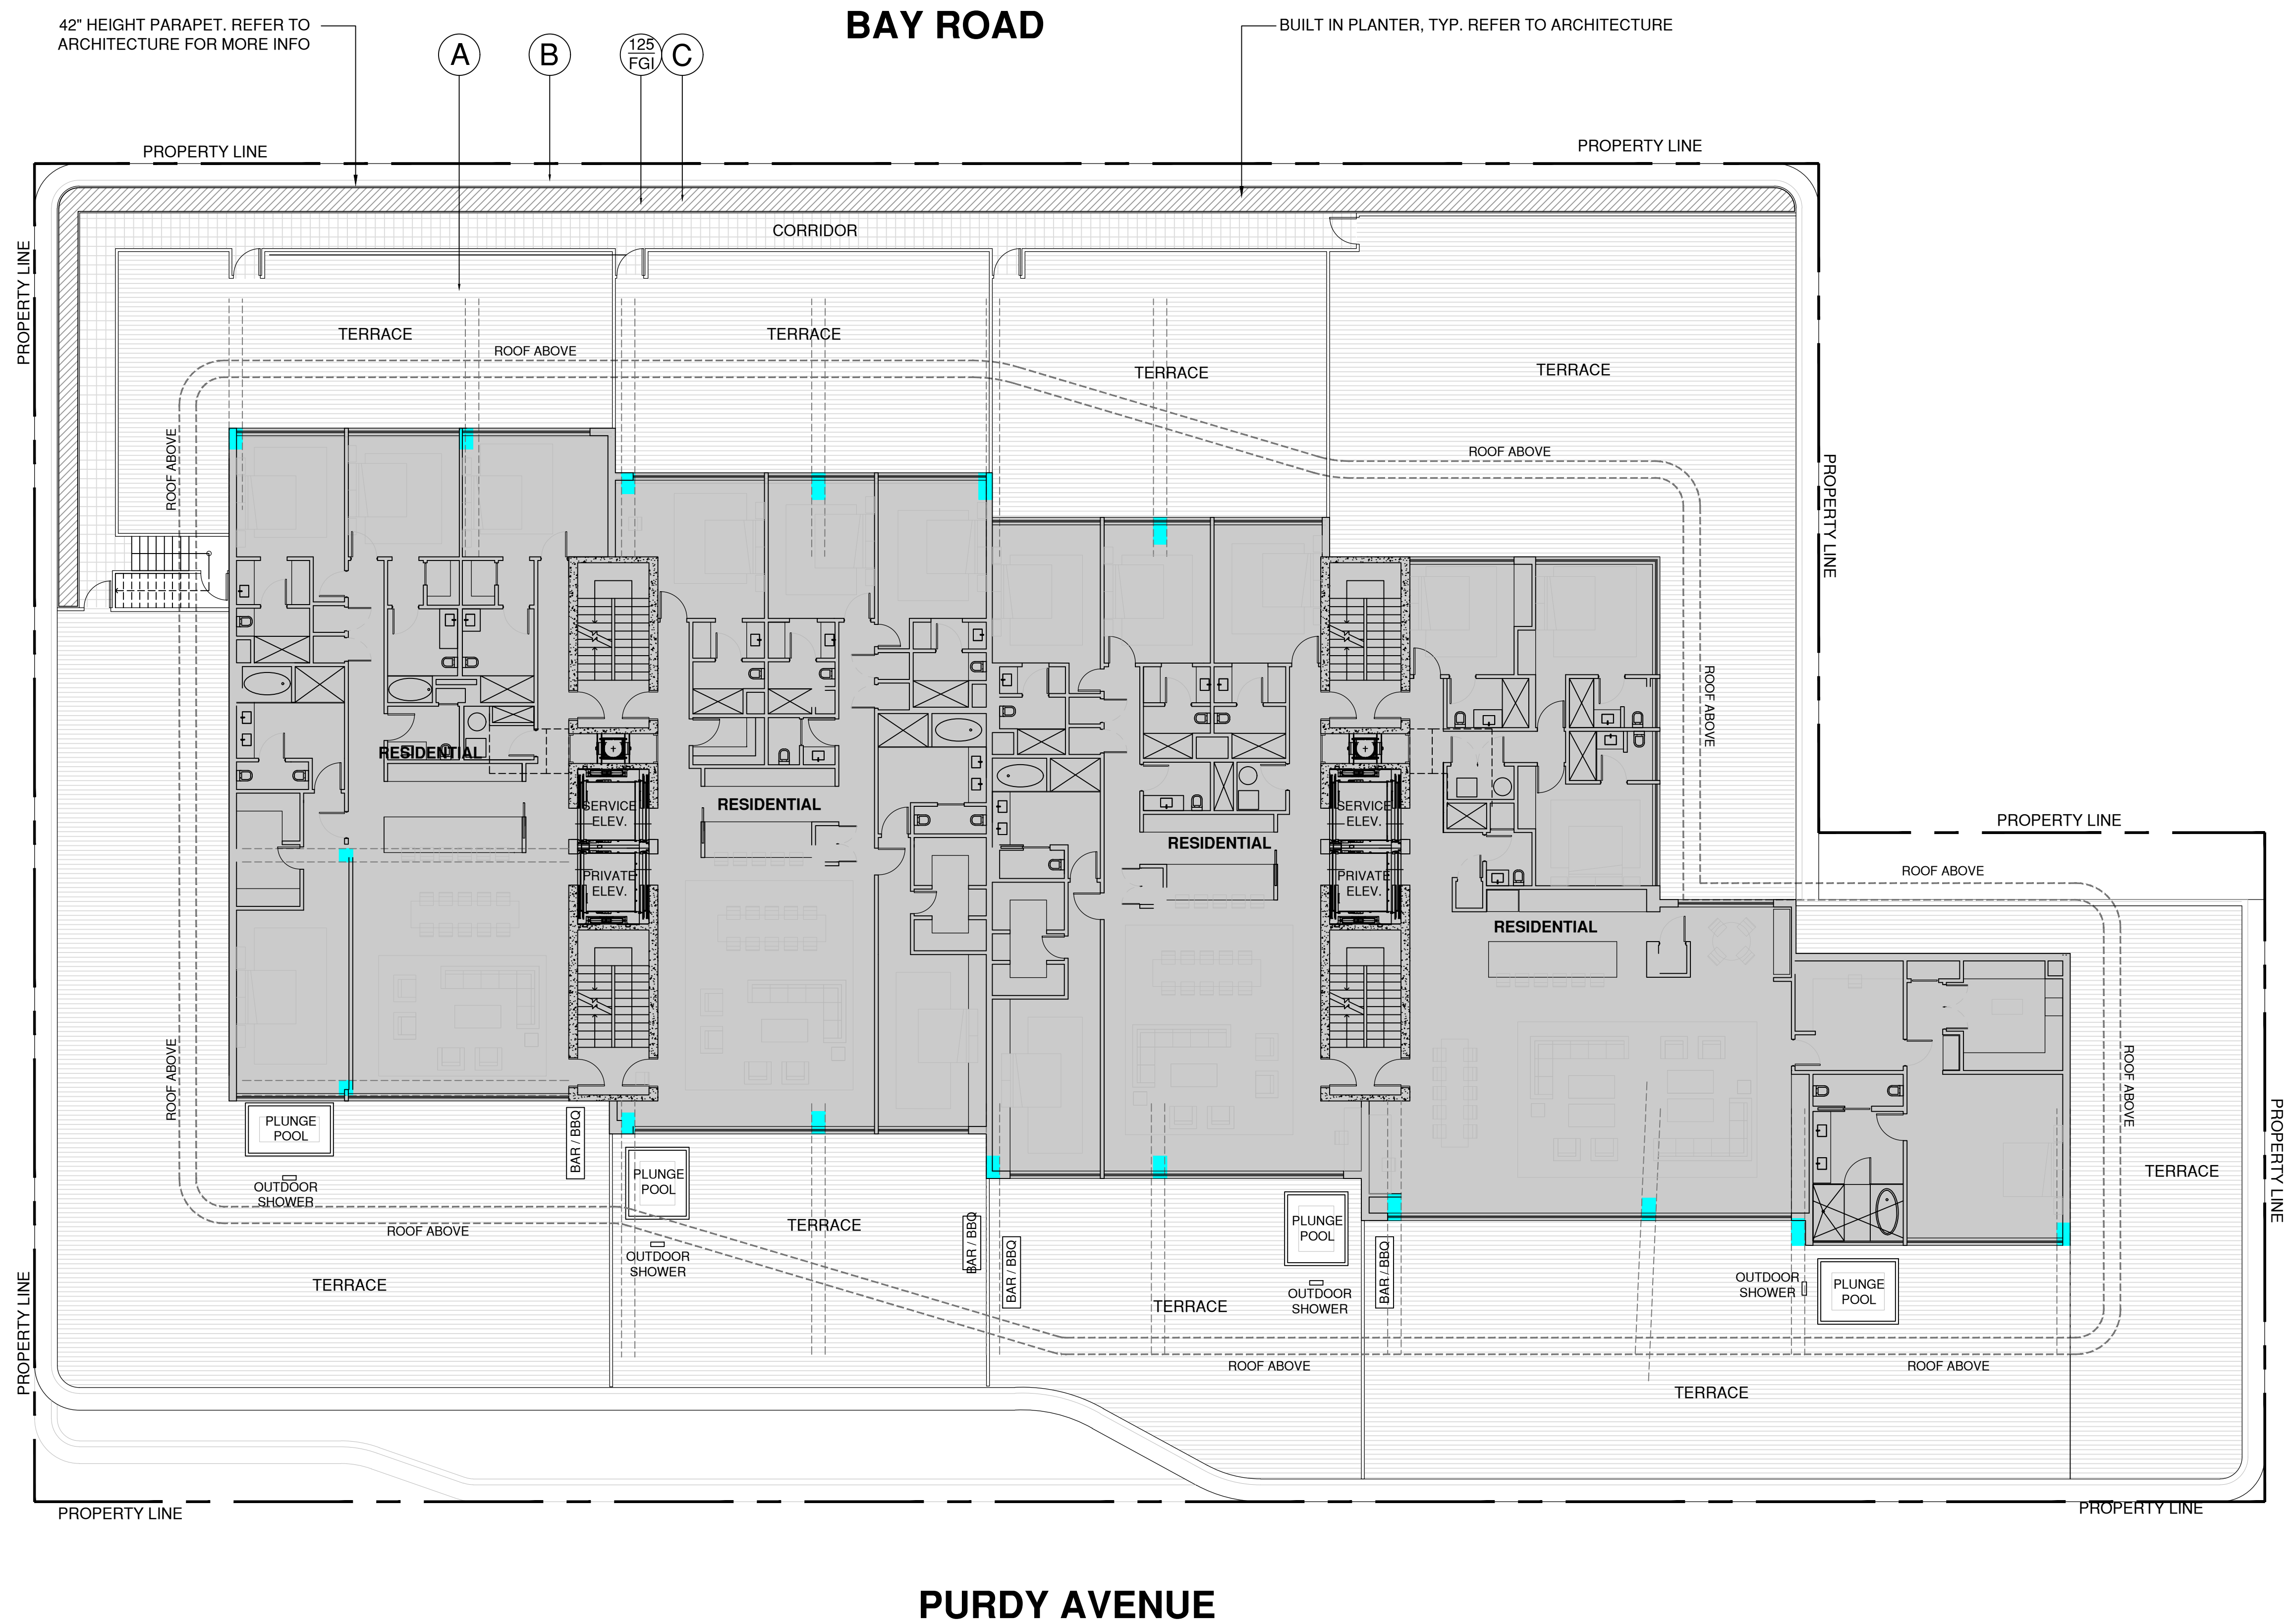 BAY ROAD
42" HEIGHT PARAPET. REFER TO
ARCHITECTURE FOR MORE INFO
BUILT IN PLANTER, TYP. REFER TO ARCHITECTURE
A
B
125
FGI
C
PROPERTY LINE
PROPERTY LINE
PROPERTY LINE
CORRIDOR
TERRACE
TERRACE
TERRACE
TERRACE
ROOF ABOVE
ROOF ABOVE
ROOF ABOVE
PROPERTY LINE
ROOF ABOVE
RESIDENTIAL
RESIDENTIAL
RESIDENTIAL
RESIDENTIAL
SERVICE
ELEV.
SERVICE
ELEV.
PRIVATE
ELEV.
PRIVATE
ELEV.
PROPERTY LINE
ROOF ABOVE
ROOF ABOVE
ROOF ABOVE
PROPERTY LINE
PLUNGE
POOL
BAR / BBQ
PLUNGE
POOL
OUTDOOR
SHOWER
TERRACE
ROOF ABOVE
TERRACE
BAR / BBQ
BAR / BBQ
PLUNGE
POOL
BAR / BBQ
OUTDOOR
SHOWER
OUTDOOR
SHOWER
OUTDOOR
SHOWER
PLUNGE
POOL
TERRACE
TERRACE
PROPERTY LINE
ROOF ABOVE
ROOF ABOVE
TERRACE
PROPERTY LINE
PROPERTY LINE
PURDY AVENUE